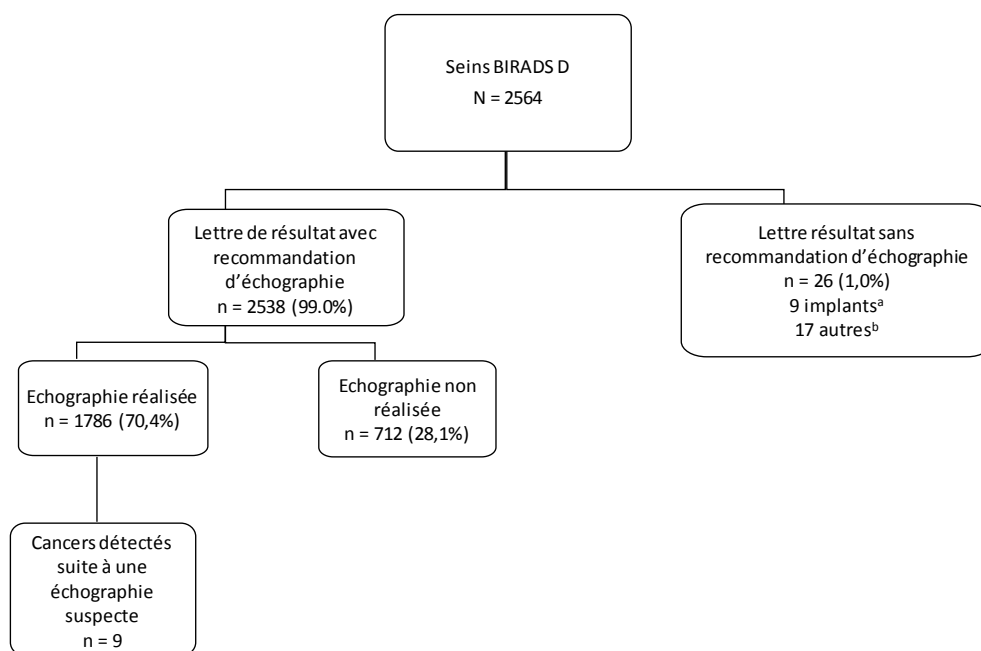 Seins BIRADS D
N = 2564
Lettre de résultat avec
recommandation
d’échographie
n = 2538 (99.0%)
Lettre résultat sans
recommandation d’échographie
n = 26 (1,0%)
9 implantsᵃ
17 autresᵇ
Echographie réalisée
n = 1786 (70,4%)
Echographie non
réalisée
n = 712 (28,1%)
Cancers détectés
suite à une
échographie
suspecte
n = 9